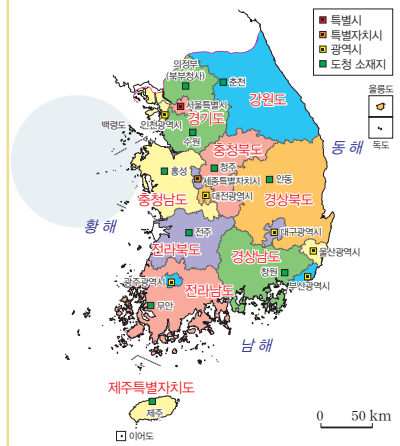 특별시
특별자치시
광역시
도청 소재지
울릉도
독도
의정부
(북부청사)
춘천
서울특별시
강원도
경기도
백령도
인천광역시
수원
충청북도
동해
홍성
청주
세종특별자치시
안동
충청남도
대전광역시
경상북도
황해
전주
대구광역시
전라북도
경상남도
울산광역시
창원
광주광역시
전라남도
부산광역시
무안
남해
제주특별자치도
제주
이어도
0 50 km